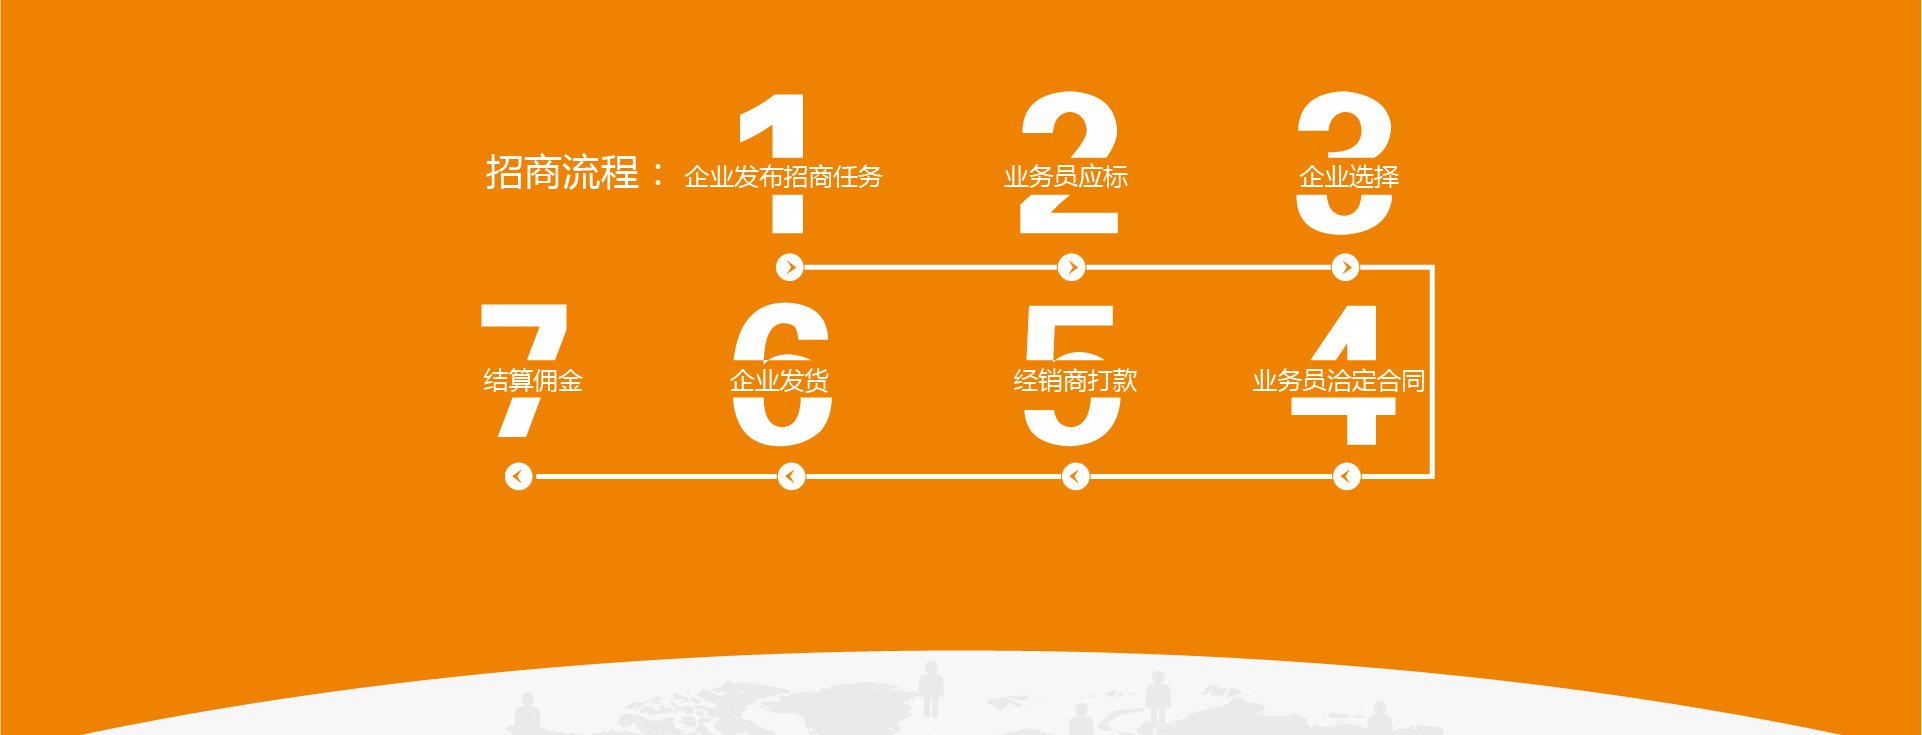 招商流程：
1
企业发布招商任务
2
业务员应标
3
企业选择
4
业务员洽定合同
5
经销商打款
6
企业发货
7
结算佣金